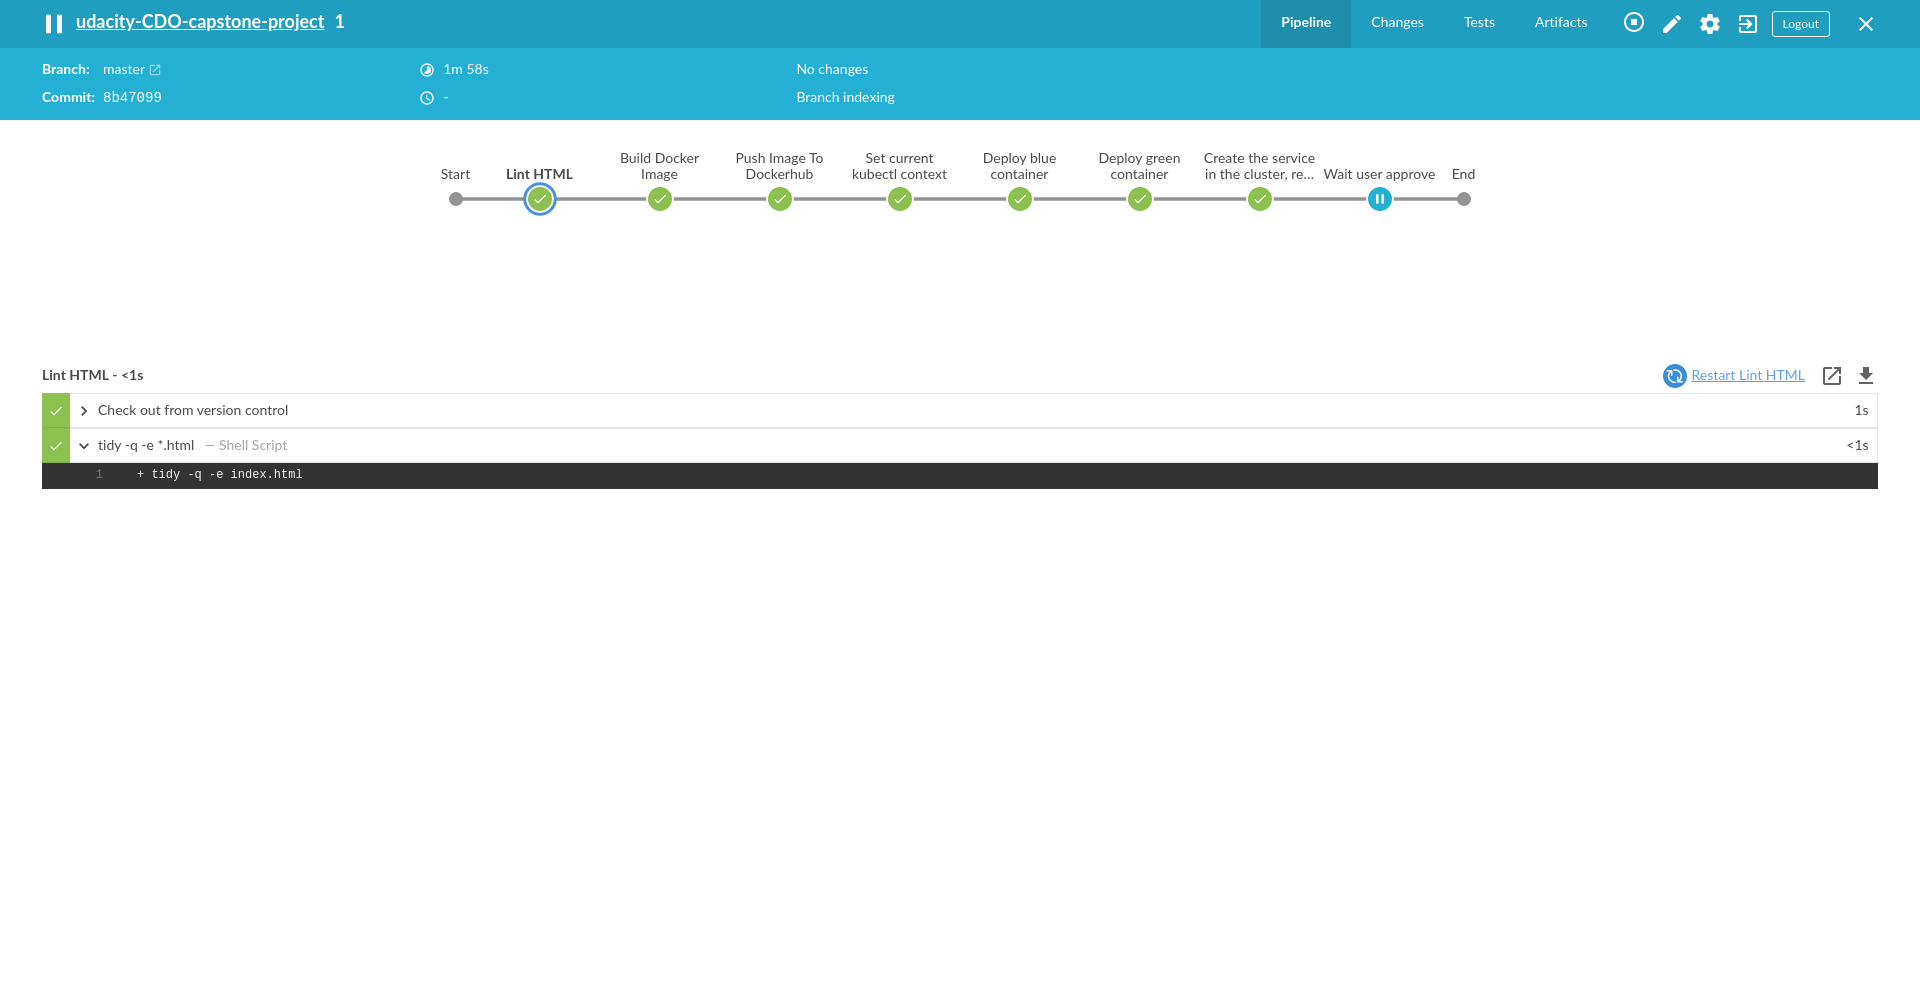 udacity-CDO-capstone-project 1
Pipeline Changes Tests Artifacts Logout
Branch: master 1m 58s No changes
Commit: 8b47099 - Branch indexing
Start
Lint HTML
Build Docker
Image
Push Image To
Dockerhub
Set current
kubectl context
Deploy blue
container
Deploy green
container
Create the service
in the cluster, re...
Wait user approve
End
Lint HTML - <1s Restart Lint HTML
Check out from version control 1s
tidy -q -e *.html — Shell Script <1s
1 + tidy -q -e index.html